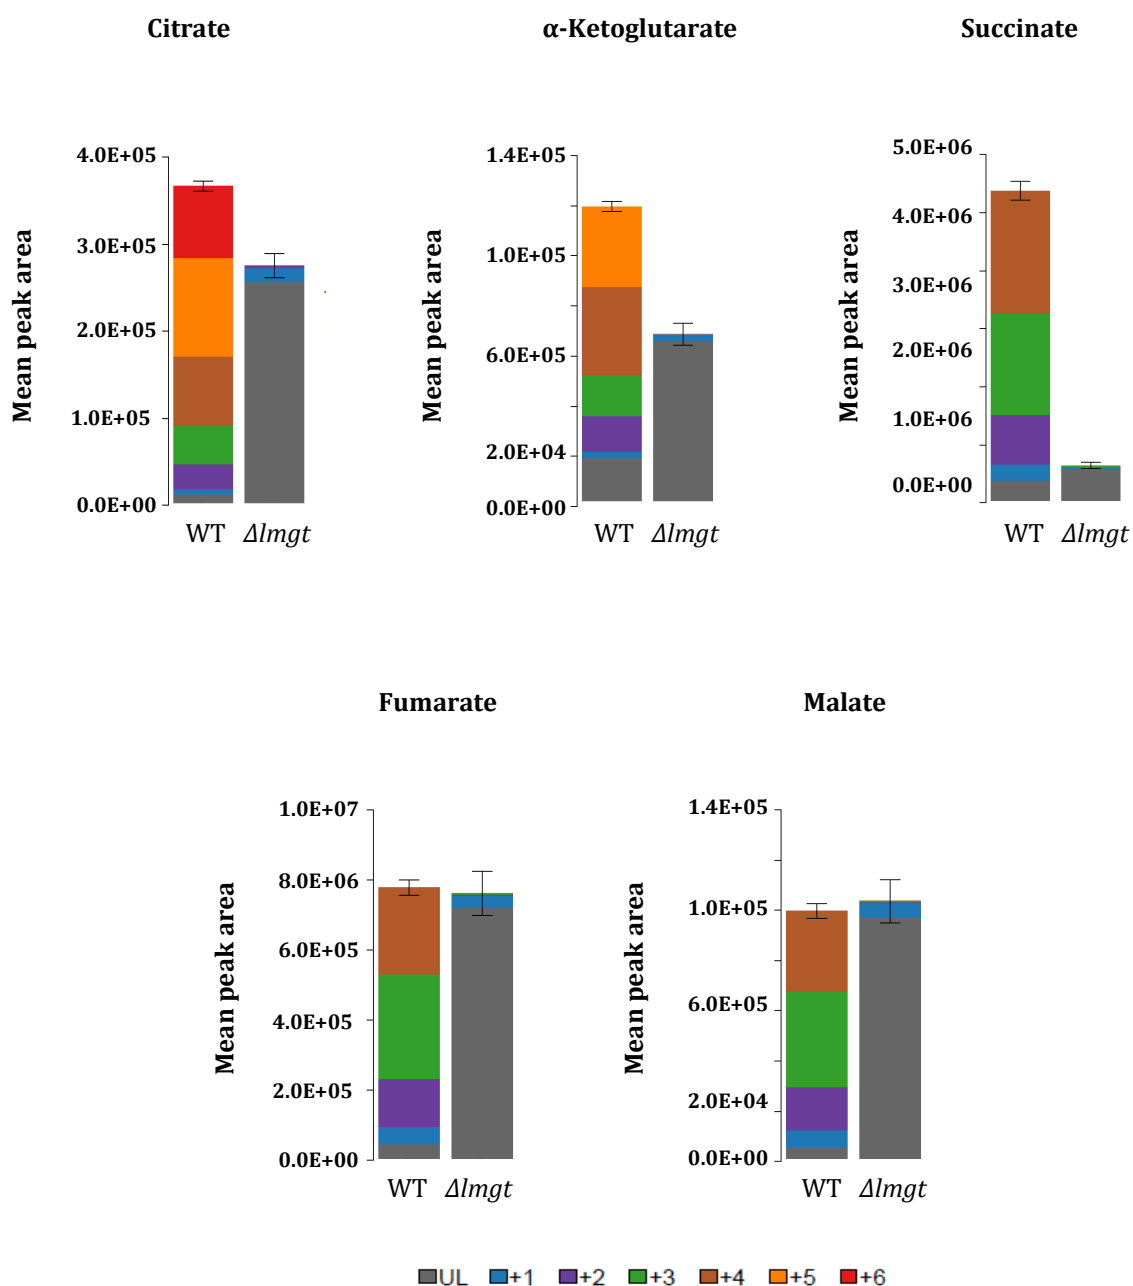 Citrate
α-Ketoglutarate
Succinate
Mean peak area
4.0E+05
3.0E+05
2.0E+05
1.0E+05
0.0E+00
WT Δlmgt
Mean peak area
1.4E+05
1.0E+05
6.0E+05
2.0E+04
0.0E+00
WT Δlmgt
Mean peak area
5.0E+06
4.0E+06
3.0E+06
2.0E+06
1.0E+06
0.0E+00
WT Δlmgt
Fumarate
Malate
Mean peak area
1.0E+07
8.0E+06
6.0E+05
4.0E+05
2.0E+05
0.0E+00
WT Δlmgt
Mean peak area
1.4E+05
1.0E+05
6.0E+05
2.0E+04
0.0E+00
WT Δlmgt
UL +1 +2 +3 +4 +5 +6